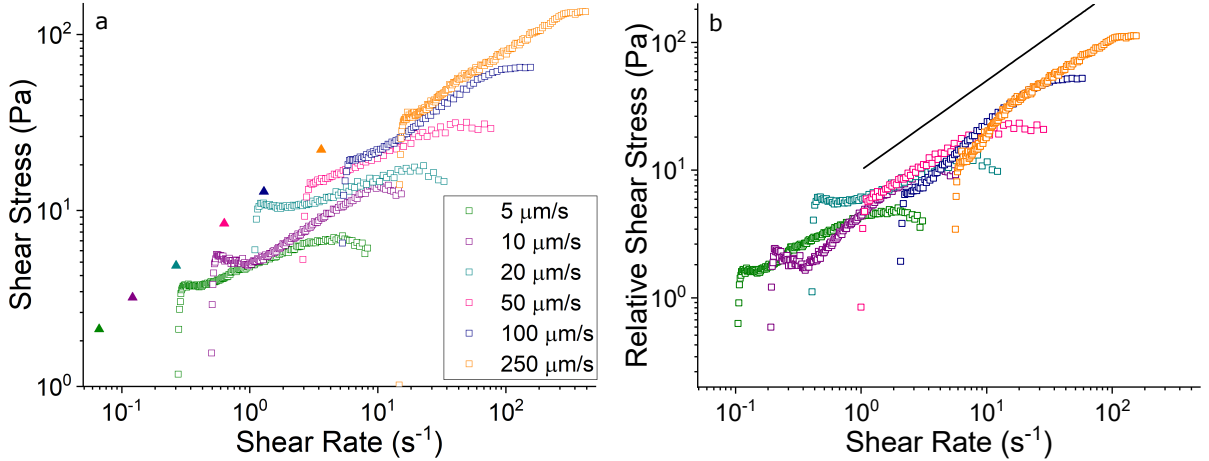 a
Shear Stress (Pa)
10²
10¹
10⁰
10⁻¹
10⁰
10¹
10²
Shear Rate (s⁻¹)
5 μm/s
10 μm/s
20 μm/s
50 μm/s
100 μm/s
250 μm/s
b
Relative Shear Stress (Pa)
10²
10¹
10⁰
10⁻¹
10⁰
10¹
10²
Shear Rate (s⁻¹)